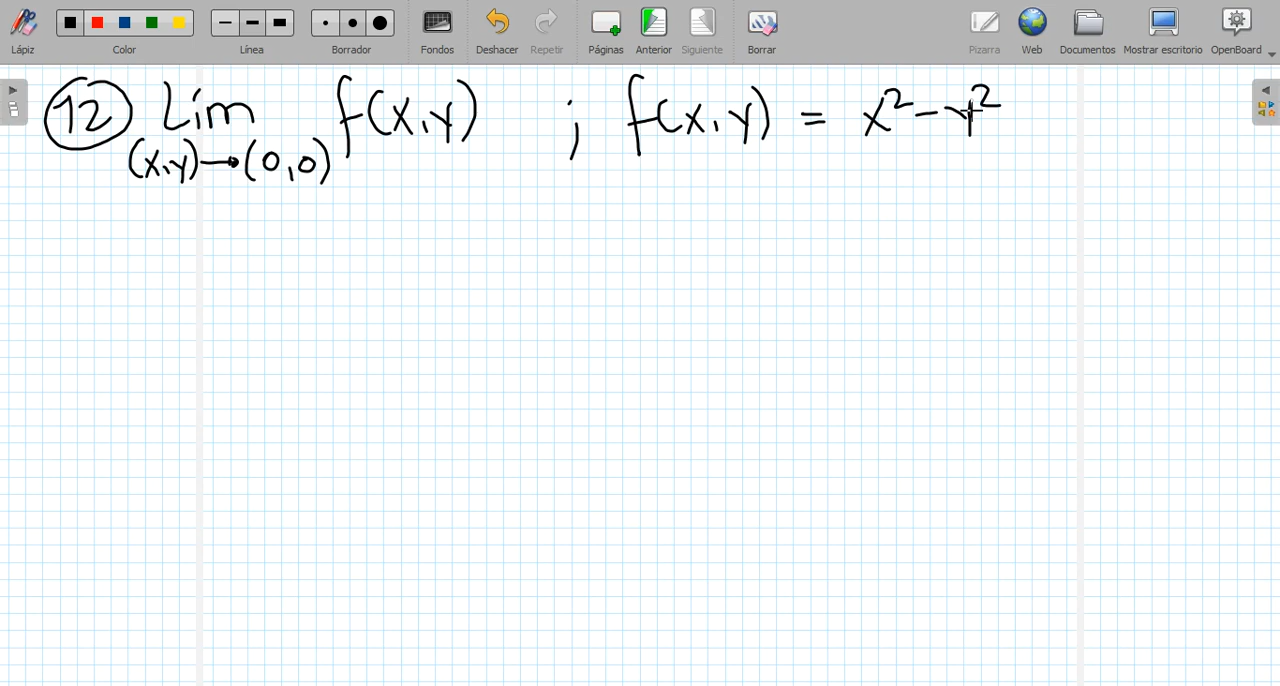 Lápiz Color Línea Borrador Fondos Deshacer Repetir Páginas Anterior Siguiente Borrar Pizarra Web Documentos Mostrar escritorio OpenBoard
12 Lim f(x,y) ; f(x,y) = x² - y²
(x,y)→(0,0)